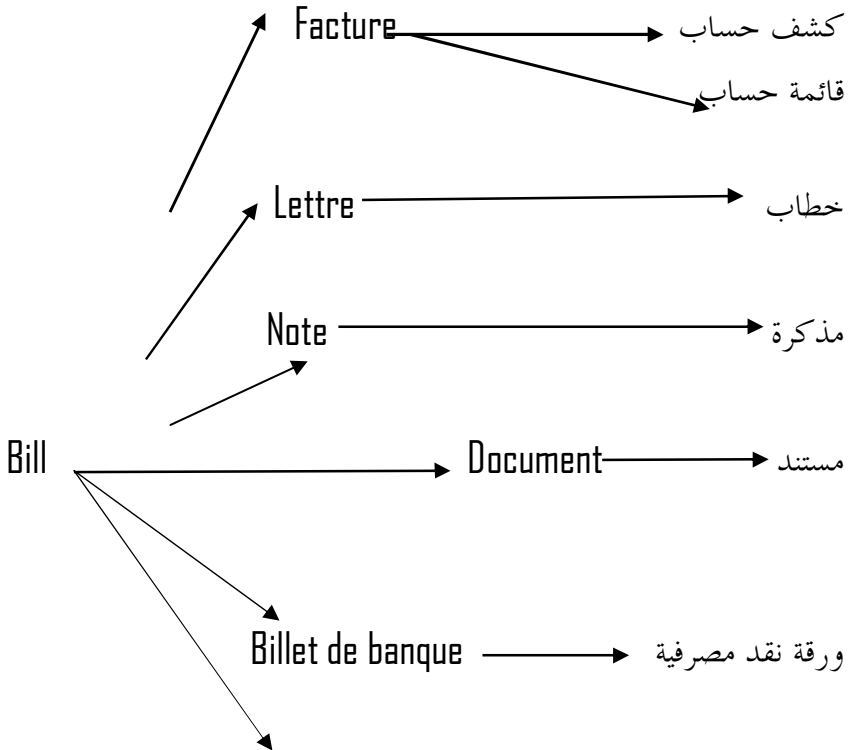 Facture كشف حساب
قائمة حساب
Lettre خطاب
Note مذكرة
Bill Document مستند
Billet de banque ورقة نقد مصرفية